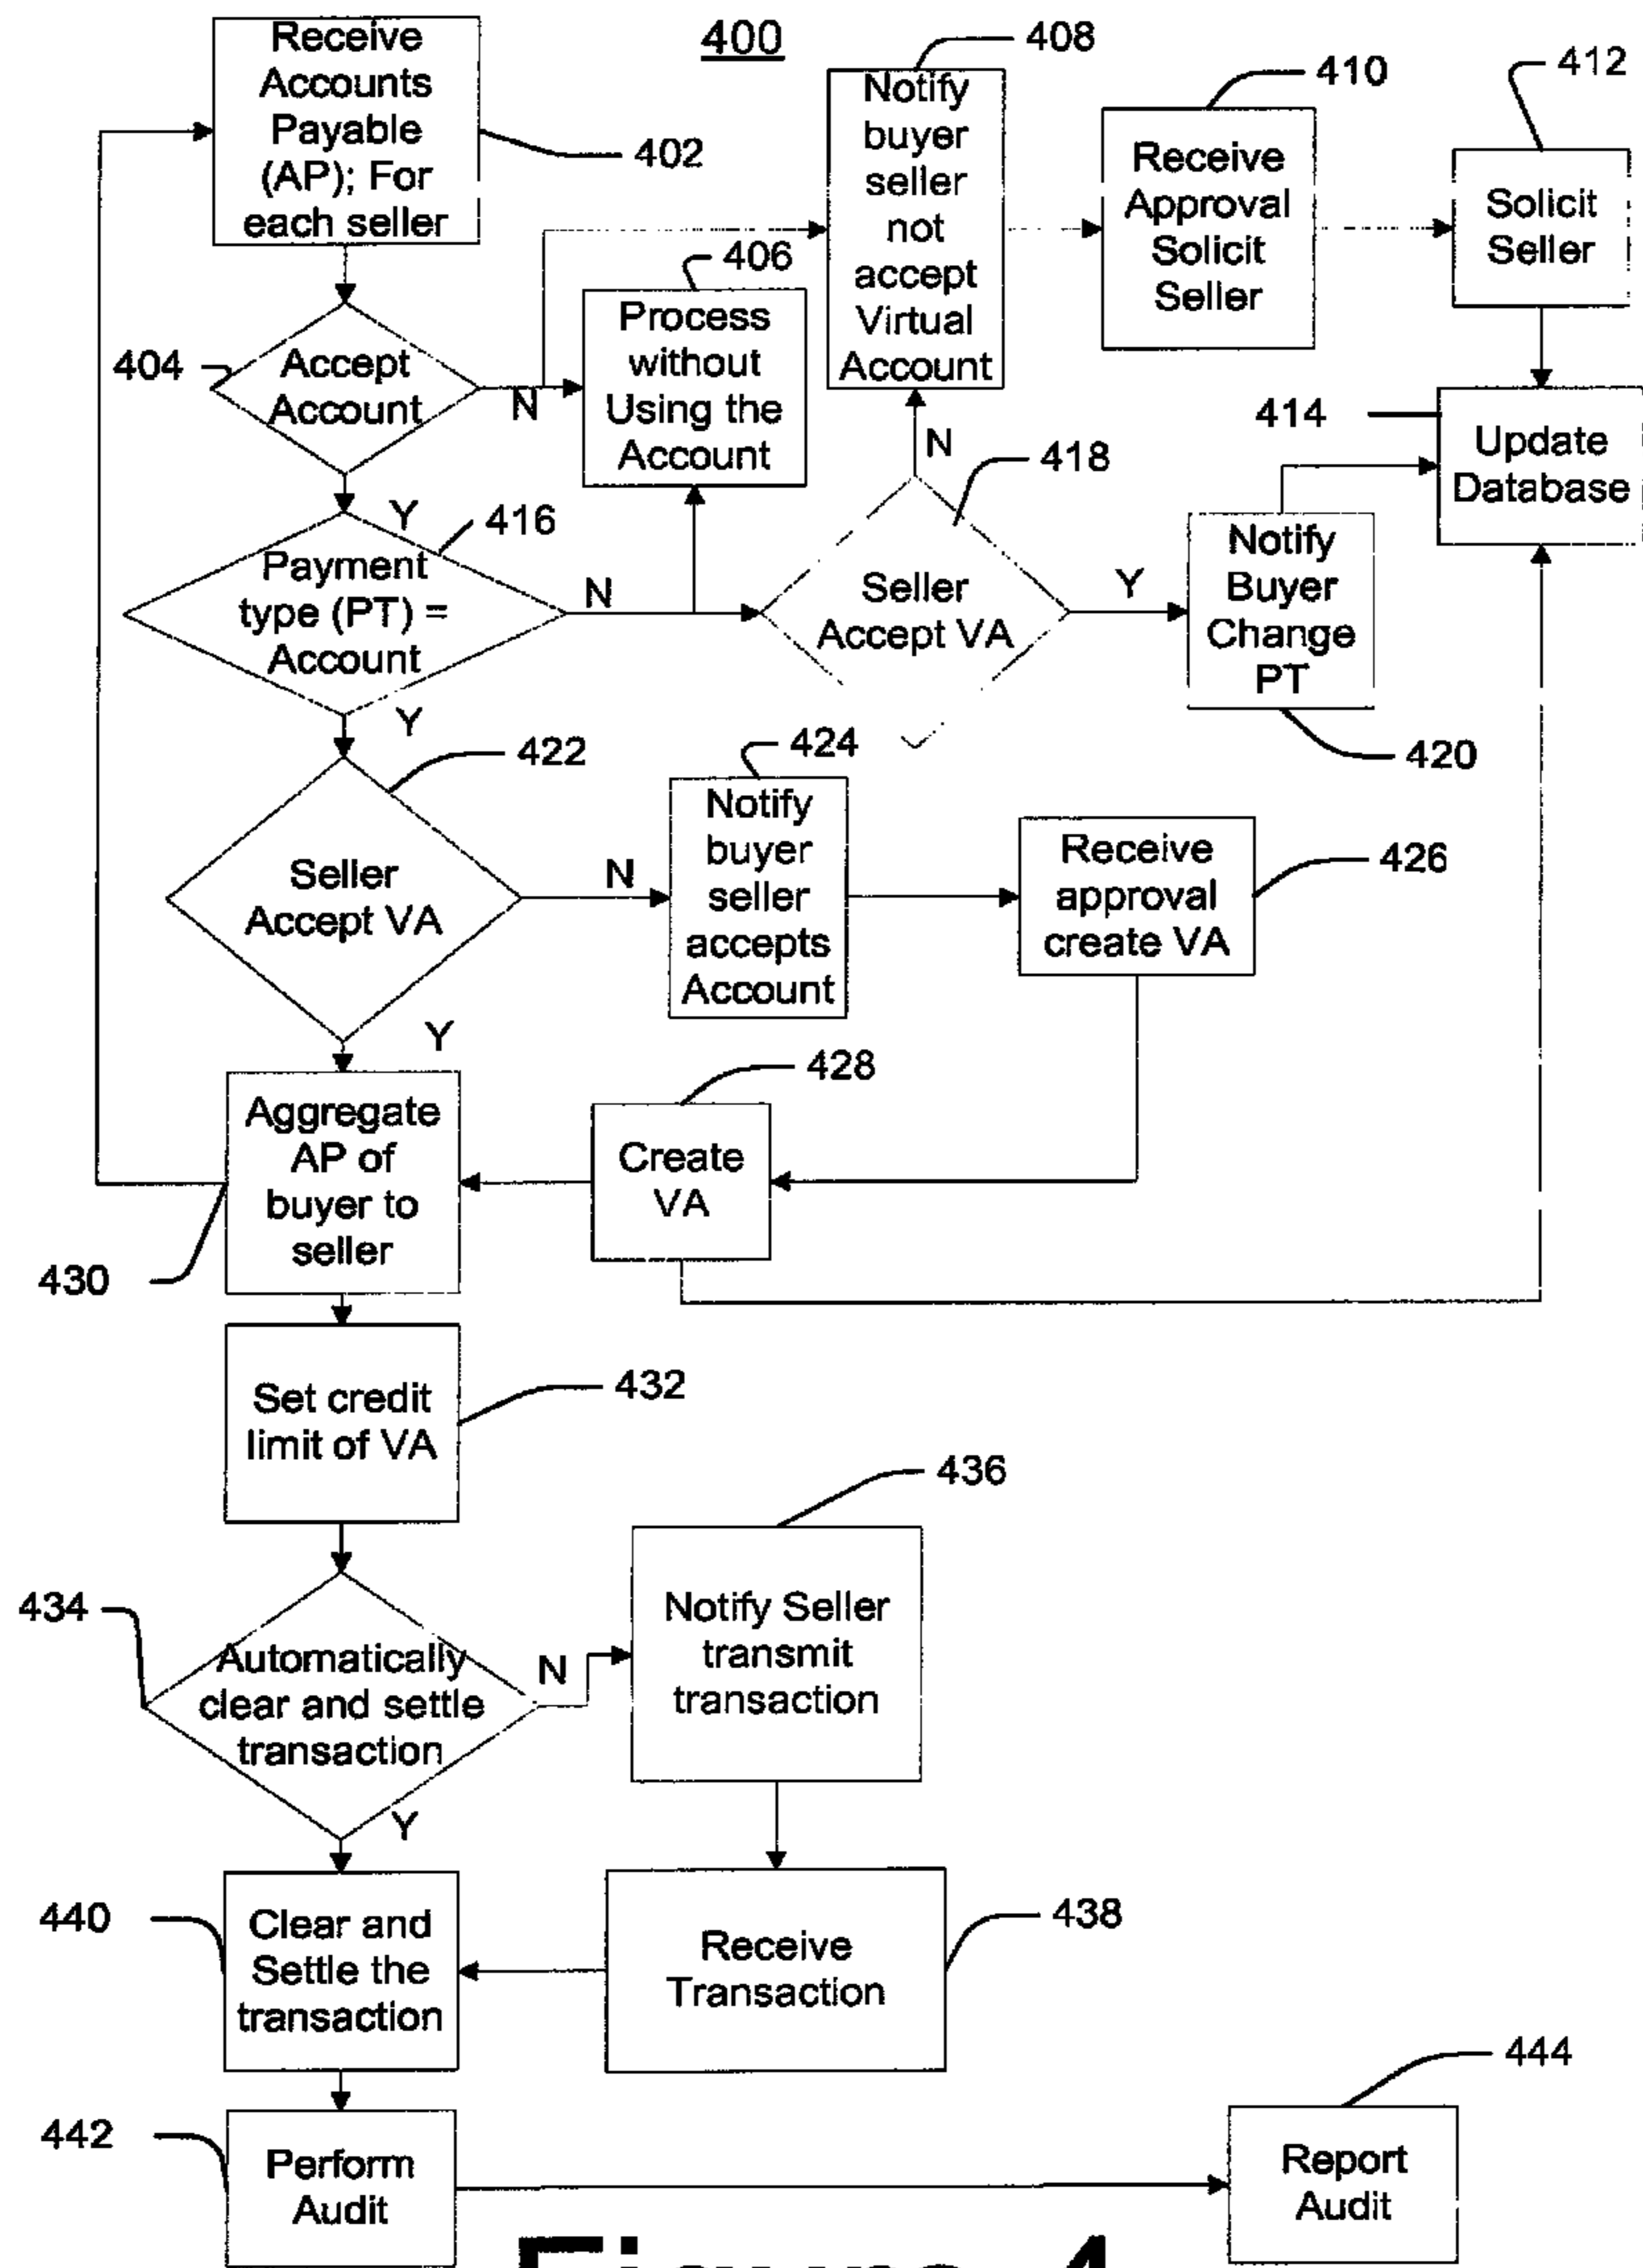 400
Receive
Accounts
Payable
(AP); For
each seller
402
404
Accept
Account
N
Y
406
Process
without
Using the
Account
408
Notify
buyer
seller
not
accept
Virtual
Account
410
Receive
Approval
Solicit
Seller
412
Solicit
Seller
414
Update
Database
416
Payment
type (PT) =
Account
N
Y
418
Seller
Accept VA
N
Y
Notify
Buyer
Change
PT
420
422
Seller
Accept VA
N
Y
424
Notify
buyer
seller
accepts
Account
Receive
approval
create VA
426
428
Create
VA
Aggregate
AP of
buyer to
seller
430
Set credit
limit of VA
432
434
Automatically
clear and settle
transaction
N
Y
436
Notify Seller
transmit
transaction
Receive
Transaction
438
440
Clear and
Settle the
transaction
442
Perform
Audit
444
Report
Audit
Figure 4